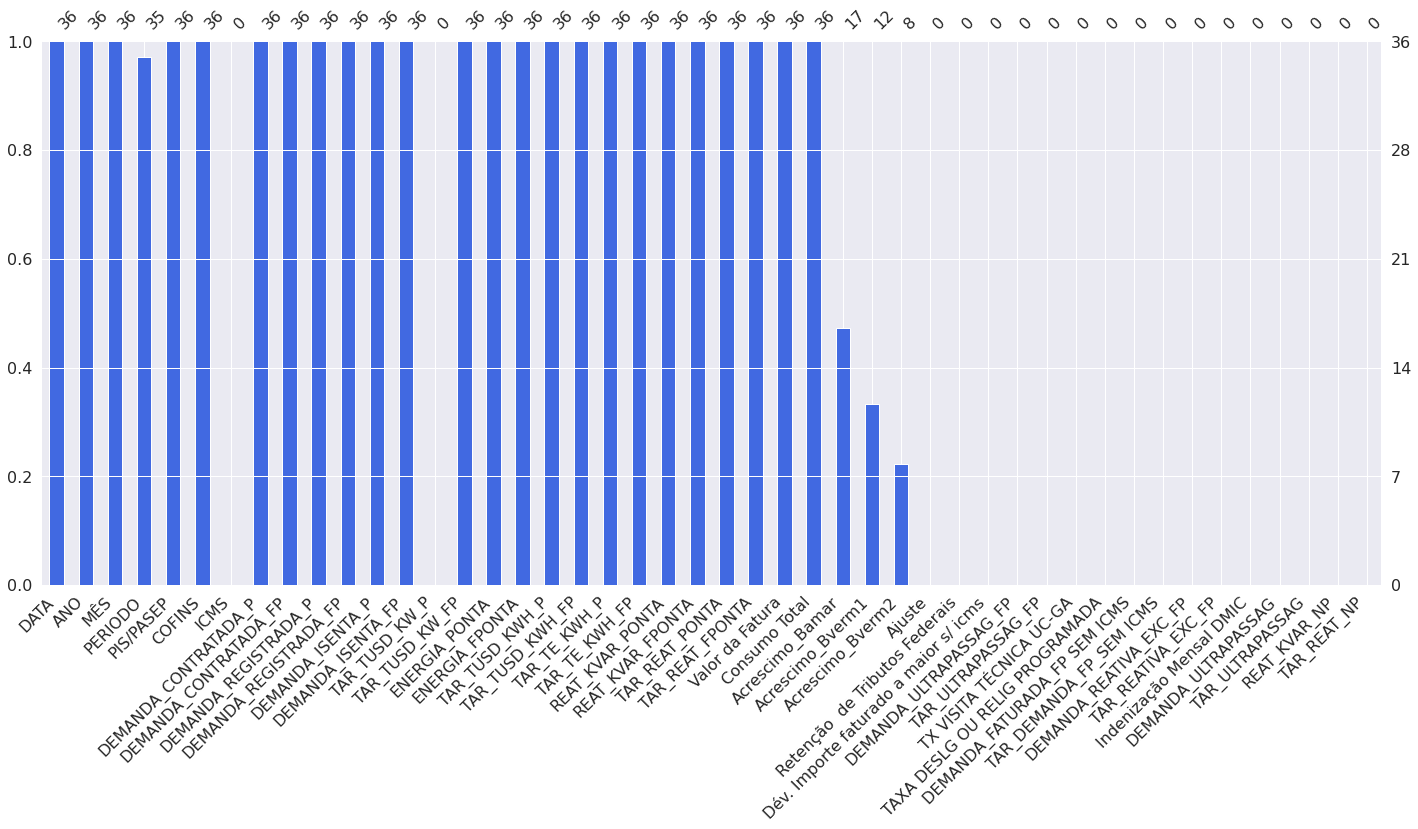 36 36 36 35 36 36 0 36 36 36 36 36 36 0 36 36 36 36 36 36 36 36 36 36 36 36 36 17 12 8 0 0 0 0 0 0 0 0 0 0 0 0 0 0 0 0
1.0
0.8
0.6
0.4
0.2
0.0
36
28
21
14
7
0
DATA
ANO
MÊS
PERIODO
PIS/PASEP
COFINS
ICMS
DEMANDA_CONTRATADA_P
DEMANDA_CONTRATADA_FP
DEMANDA_REGISTRADA_P
DEMANDA_REGISTRADA_FP
DEMANDA_ISENTA_P
DEMANDA_ISENTA_FP
TAR_TUSD_KW_P
TAR_TUSD_KW_FP
ENERGIA_PONTA
ENERGIA_FPONTA
TAR_TUSD_KWH_P
TAR_TUSD_KWH_FP
TAR_TE_KWH_P
TAR_TE_KWH_FP
REAT_KVAR_PONTA
REAT_KVAR_FPONTA
TAR_REAT_PONTA
TAR_REAT_FPONTA
Valor da Fatura
Consumo Total
Acrescimo_Bamar
Acrescimo_Bverm1
Acrescimo_Bverm2
Ajuste
Retenção  de Tributos Federais
Dév. Importe faturado a maior s/ icms
DEMANDA_ULTRAPASSAG_FP
TAR_ULTRAPASSAG_FP
TX VISITA TÉCNICA UC-GA
TAXA DESLG OU RELIG PROGRAMADA
DEMANDA_FATURADA_FP SEM ICMS
TAR_DEMANDA_FP_SEM ICMS
DEMANDA_REATIVA_EXC_FP
TAR_REATIVA_EXC_FP
Indenização Mensal DMIC
DEMANDA_ULTRAPASSAG
TAR_ULTRAPASSAG
REAT_KVAR_NP
TAR_REAT_NP